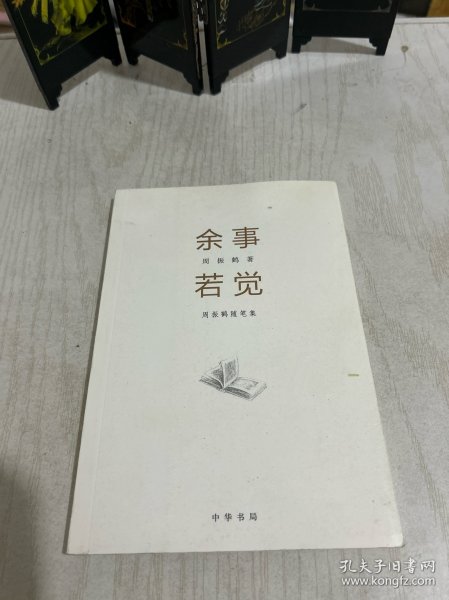 余事
周振鹤著
若觉
周振鹤随笔集
中华书局
孔夫子旧书网
www.kongfz.com